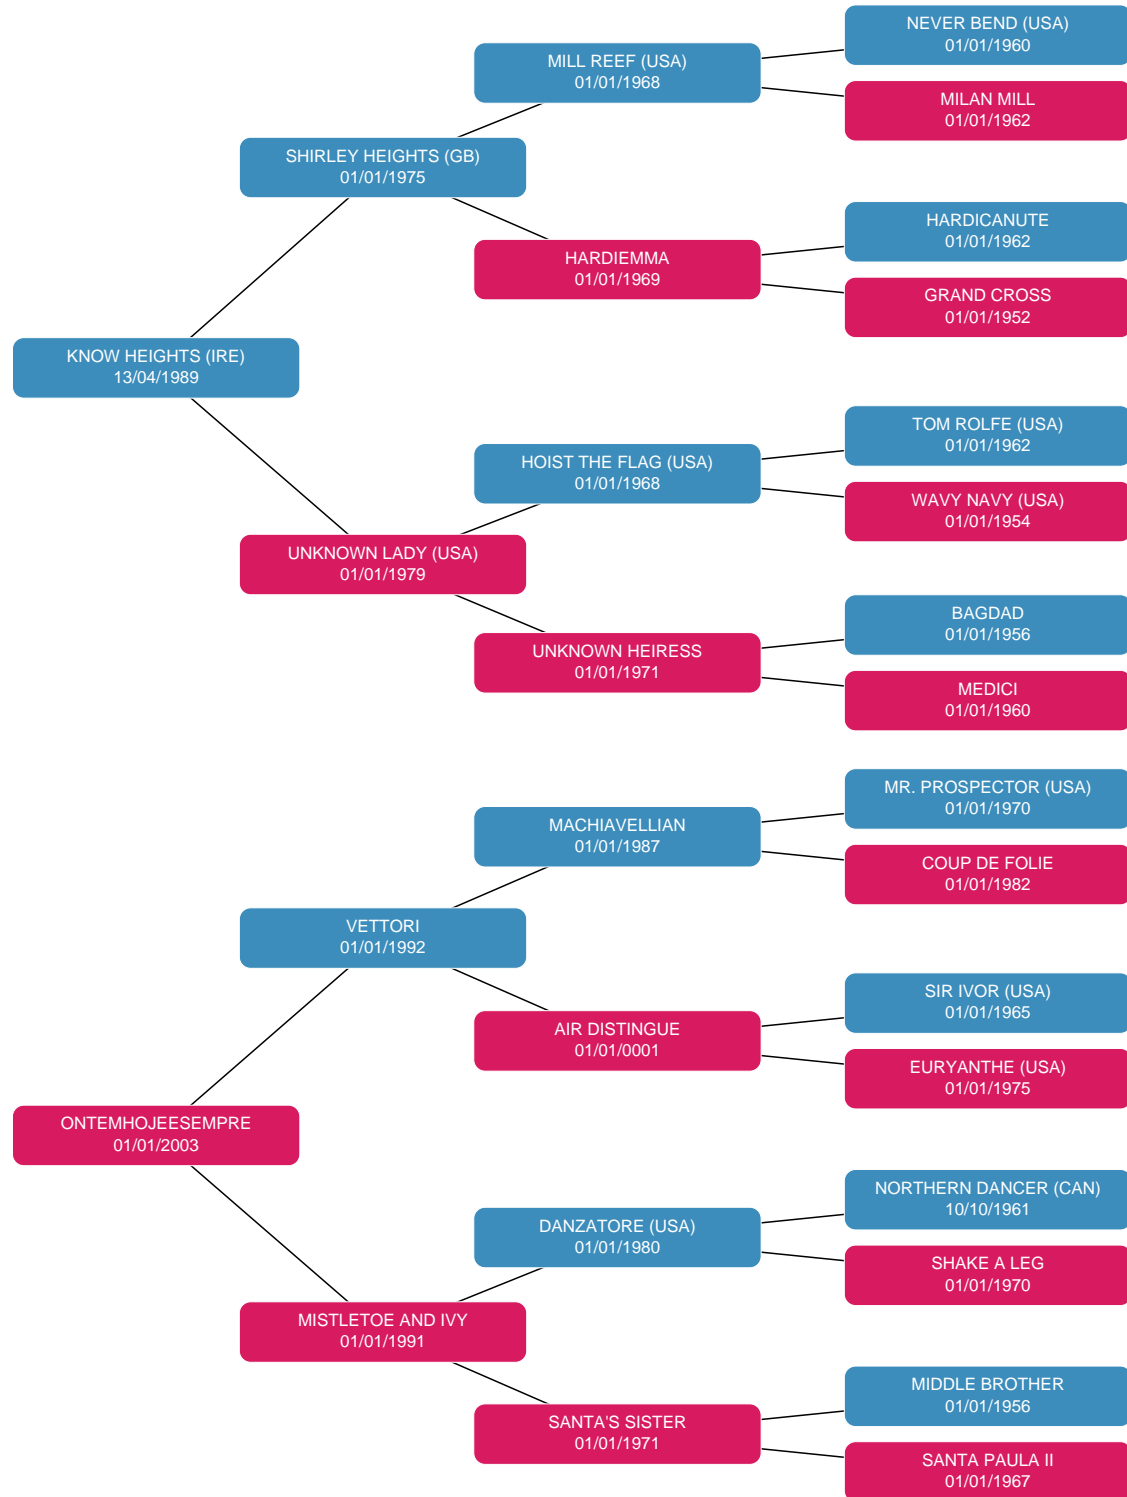 NEVER BEND (USA)
01/01/1960
MILL REEF (USA)
01/01/1968
MILAN MILL
01/01/1962
SHIRLEY HEIGHTS (GB)
01/01/1975
HARDICANUTE
01/01/1962
HARDIEMMA
01/01/1969
GRAND CROSS
01/01/1952
KNOW HEIGHTS (IRE)
13/04/1989
TOM ROLFE (USA)
01/01/1962
HOIST THE FLAG (USA)
01/01/1968
WAVY NAVY (USA)
01/01/1954
UNKNOWN LADY (USA)
01/01/1979
BAGDAD
01/01/1956
UNKNOWN HEIRESS
01/01/1971
MEDICI
01/01/1960
MR. PROSPECTOR (USA)
01/01/1970
MACHIAVELLIAN
01/01/1987
COUP DE FOLIE
01/01/1982
VETTORI
01/01/1992
SIR IVOR (USA)
01/01/1965
AIR DISTINGUE
01/01/0001
EURYANTHE (USA)
01/01/1975
ONTEMHOJEESEMPRE
01/01/2003
NORTHERN DANCER (CAN)
10/10/1961
DANZATORE (USA)
01/01/1980
SHAKE A LEG
01/01/1970
MISTLETOE AND IVY
01/01/1991
MIDDLE BROTHER
01/01/1956
SANTA'S SISTER
01/01/1971
SANTA PAULA II
01/01/1967